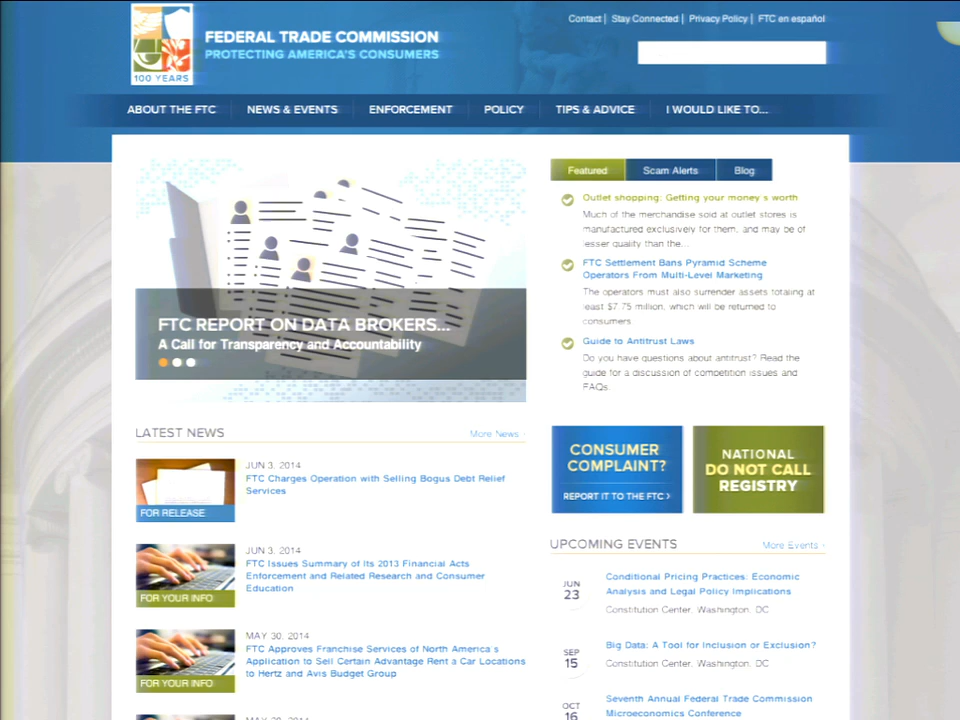 Contact | Stay Connected | Privacy Policy | FTC en español
FEDERAL TRADE COMMISSION
PROTECTING AMERICA'S CONSUMERS
100 YEARS
ABOUT THE FTC NEWS & EVENTS ENFORCEMENT POLICY TIPS & ADVICE I WOULD LIKE TO...
FTC REPORT ON DATA BROKERS...
A Call for Transparency and Accountability
Featured Scam Alerts Blog
Outlet shopping: Getting your money's worth
Much of the merchandise sold at outlet stores is
manufactured exclusively for them, and may be of
lesser quality than the...
FTC Settlement Bans Pyramid Scheme
Operators From Multi-Level Marketing
The operators must also surrender assets totaling at
least $7.75 million, which will be returned to
consumers.
Guide to Antitrust Laws
Do you have questions about antitrust? Read the
guide for a discussion of competition issues and
FAQs.
LATEST NEWS More News ›
JUN 3, 2014
FTC Charges Operation with Selling Bogus Debt Relief
Services
FOR RELEASE
JUN 3, 2014
FTC Issues Summary of Its 2013 Financial Acts
Enforcement and Related Research and Consumer
Education
FOR YOUR INFO
MAY 30, 2014
FTC Approves Franchise Services of North America's
Application to Sell Certain Advantage Rent a Car Locations
to Hertz and Avis Budget Group
FOR YOUR INFO
CONSUMER
COMPLAINT?
REPORT IT TO THE FTC ›
NATIONAL
DO NOT CALL
REGISTRY
UPCOMING EVENTS More Events ›
JUN
23
Conditional Pricing Practices: Economic
Analysis and Legal Policy Implications
Constitution Center, Washington, DC
SEP
15
Big Data: A Tool for Inclusion or Exclusion?
Constitution Center, Washington, DC
OCT
16
Seventh Annual Federal Trade Commission
Microeconomics Conference